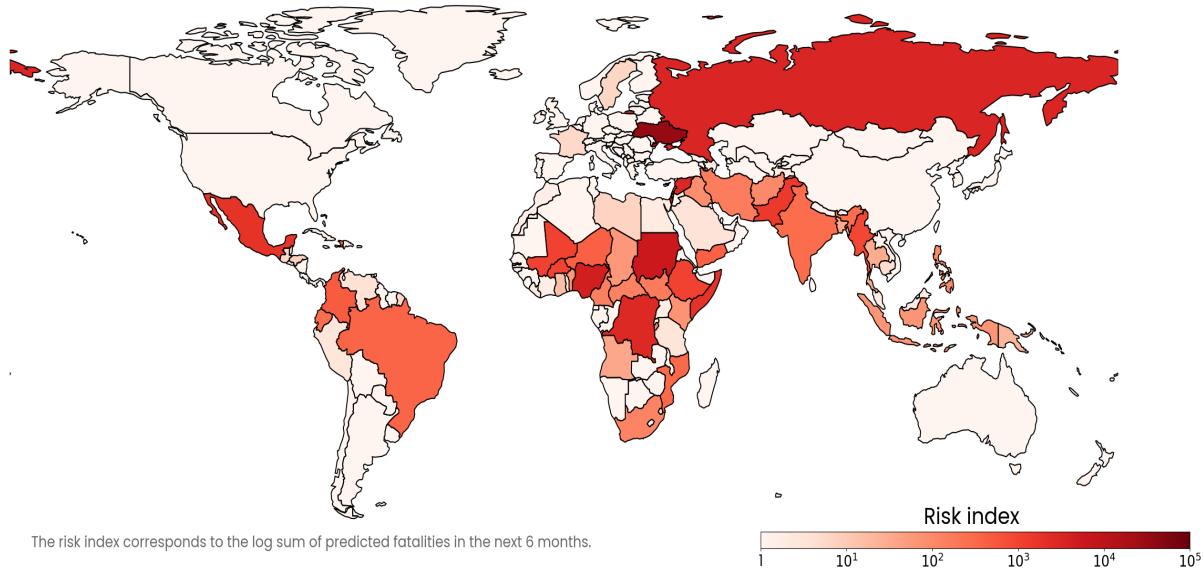 Risk index
The risk index corresponds to the log sum of predicted fatalities in the next 6 months.
1 10¹ 10² 10³ 10⁴ 10⁵